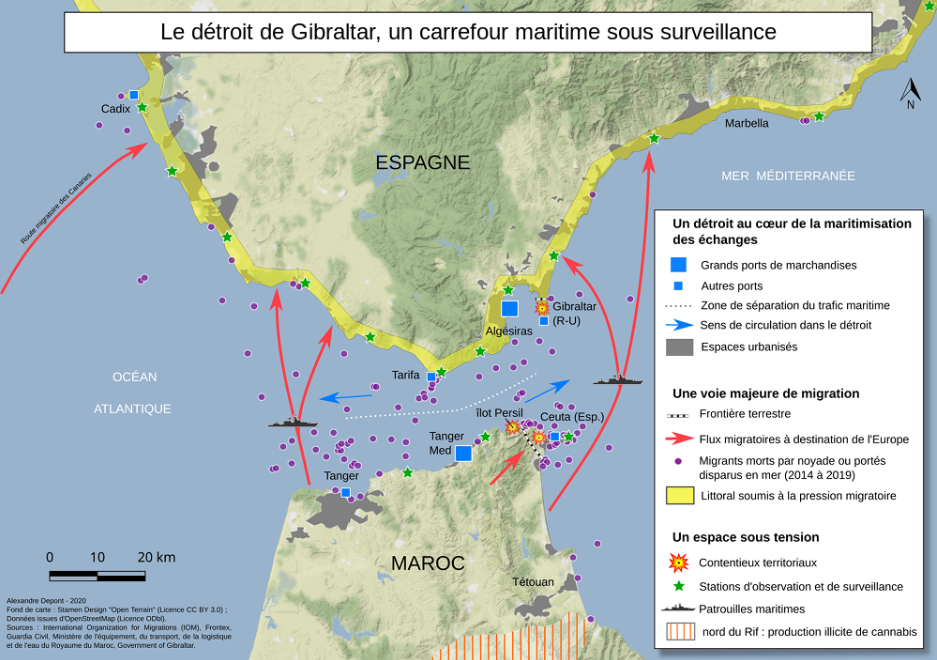 Le détroit de Gibraltar, un carrefour maritime sous surveillance
N
Cadix
Marbella
ESPAGNE
MER MÉDITERRANÉE
Route migratoire des Canaries
Gibraltar
(R-U)
Algésiras
OCÉAN
ATLANTIQUE
Tarifa
îlot Persil
Ceuta (Esp.)
Tanger
Med
Tanger
MAROC
Tétouan
0 10 20 km
Un détroit au cœur de la maritimisation
des échanges
Grands ports de marchandises
Autres ports
Zone de séparation du trafic maritime
Sens de circulation dans le détroit
Espaces urbanisés
Une voie majeure de migration
Frontière terrestre
Flux migratoires à destination de l'Europe
Migrants morts par noyade ou portés
disparus en mer (2014 à 2019)
Littoral soumis à la pression migratoire
Un espace sous tension
Contentieux territoriaux
Stations d'observation et de surveillance
Patrouilles maritimes
nord du Rif : production illicite de cannabis
Alexandre Depont - 2020
Fond de carte : Stamen Design "Open Terrain" (Licence CC BY 3.0) ;
Données issues d'OpenStreetMap (Licence ODbl).
Sources : International Organization for Migrations (IOM), Frontex,
Guardia Civil, Ministère de l'équipement, du transport, de la logistique
et de l'eau du Royaume du Maroc, Government of Gibraltar.